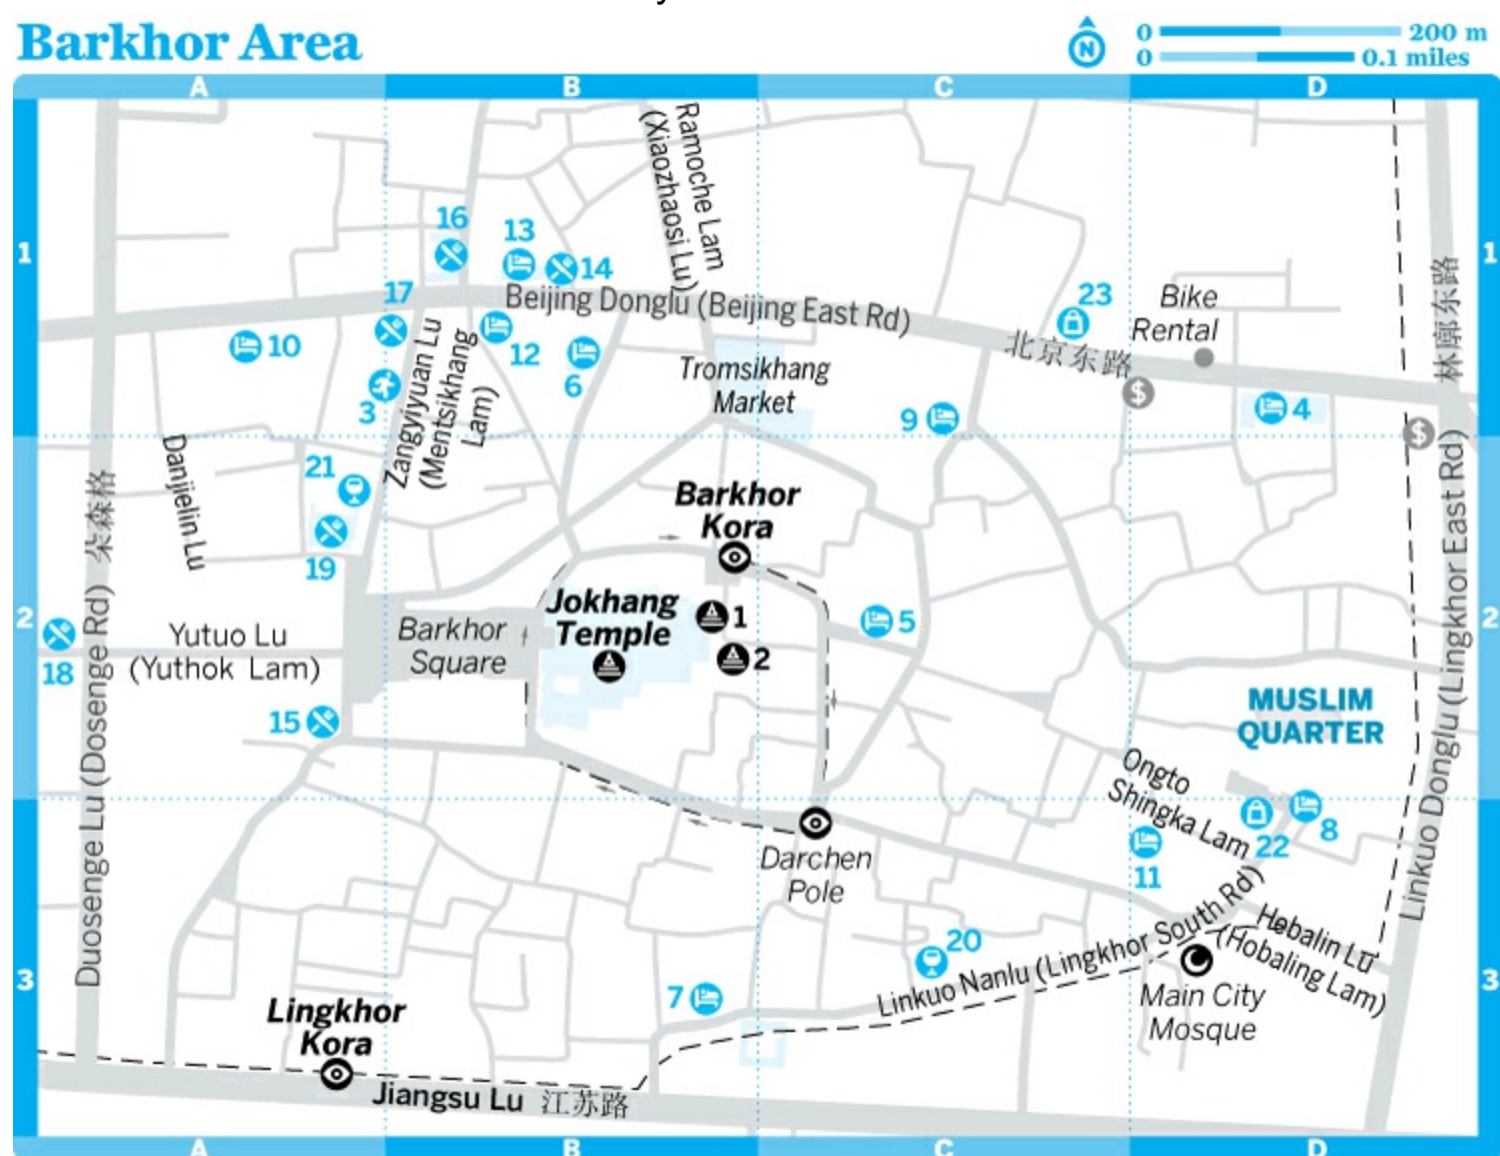 Barkhor Area
N
0 200 m
0 0.1 miles
A B C D
1
1
Ramoche Lam
(Xiaozhaosi Lu)
16
13
14
17
Beijing Donglu (Beijing East Rd)
北京东路
23
Bike
Rental
林廓东路
10
12
6
3
Zangyiyuan Lu
(Mentsikhang
Lam)
Tromsikhang
Market
9
$
4
$
Danjielin Lu
21
19
朵森格
Duosenge Lu (Dosenge Rd)
Barkhor
Kora
Linkuo Donglu (Lingkhor East Rd)
2
2
18
Yutuo Lu
(Yuthok Lam)
Barkhor
Square
Jokhang
Temple
1
2
5
15
MUSLIM
QUARTER
Ongto
Shingka Lam
22
8
11
Darchen
Pole
20
7
3
3
Linkuo Nanlu (Lingkhor South Rd)
Hebalin Lu
(Hobaling Lam)
Main City
Mosque
Lingkhor
Kora
Jiangsu Lu 江苏路
A B C D